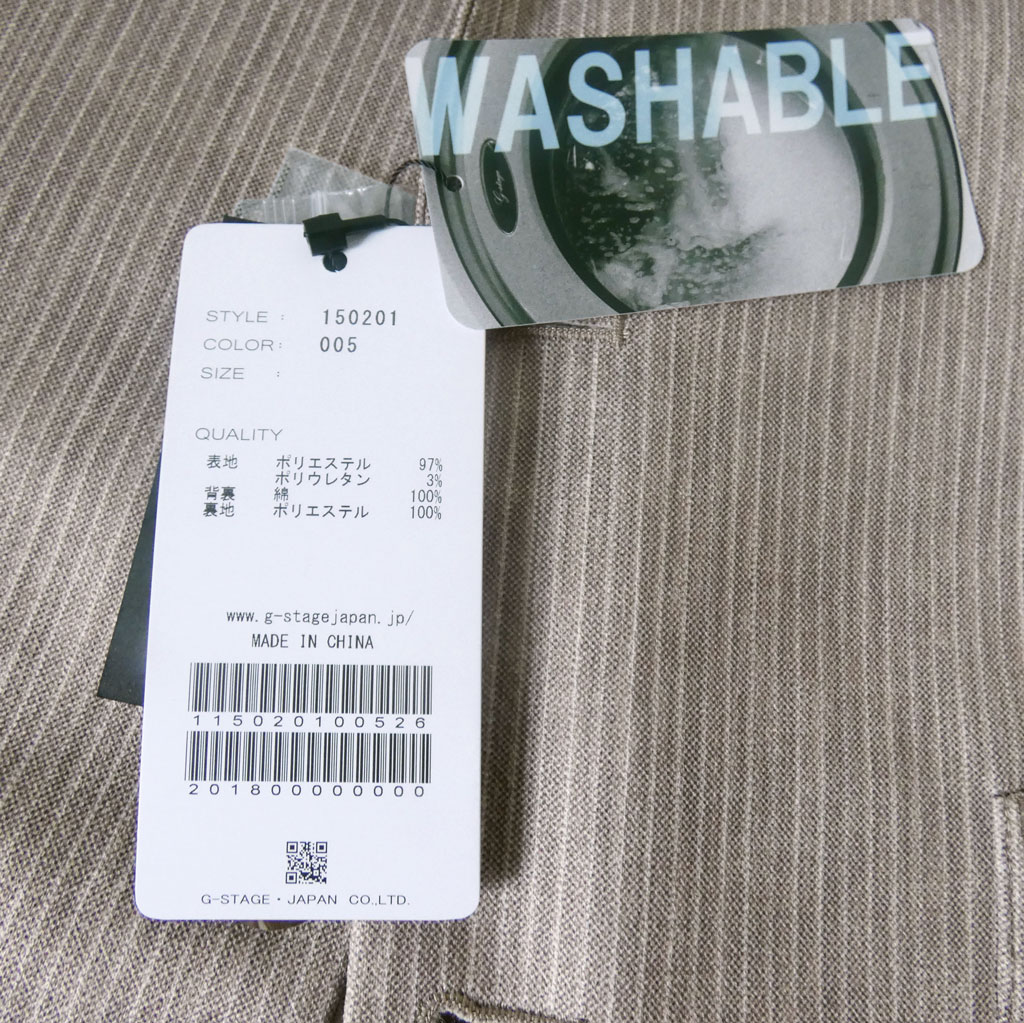 WASHABLE
STYLE : 150201
COLOR: 005
SIZE :
QUALITY
表地 ポリエステル 97%
ポリウレタン 3%
背裏 綿 100%
裏地 ポリエステル 100%
www.g-stagejapan.jp/
MADE IN CHINA
115020100526
201800000000
G-STAGE・JAPAN CO.,LTD.